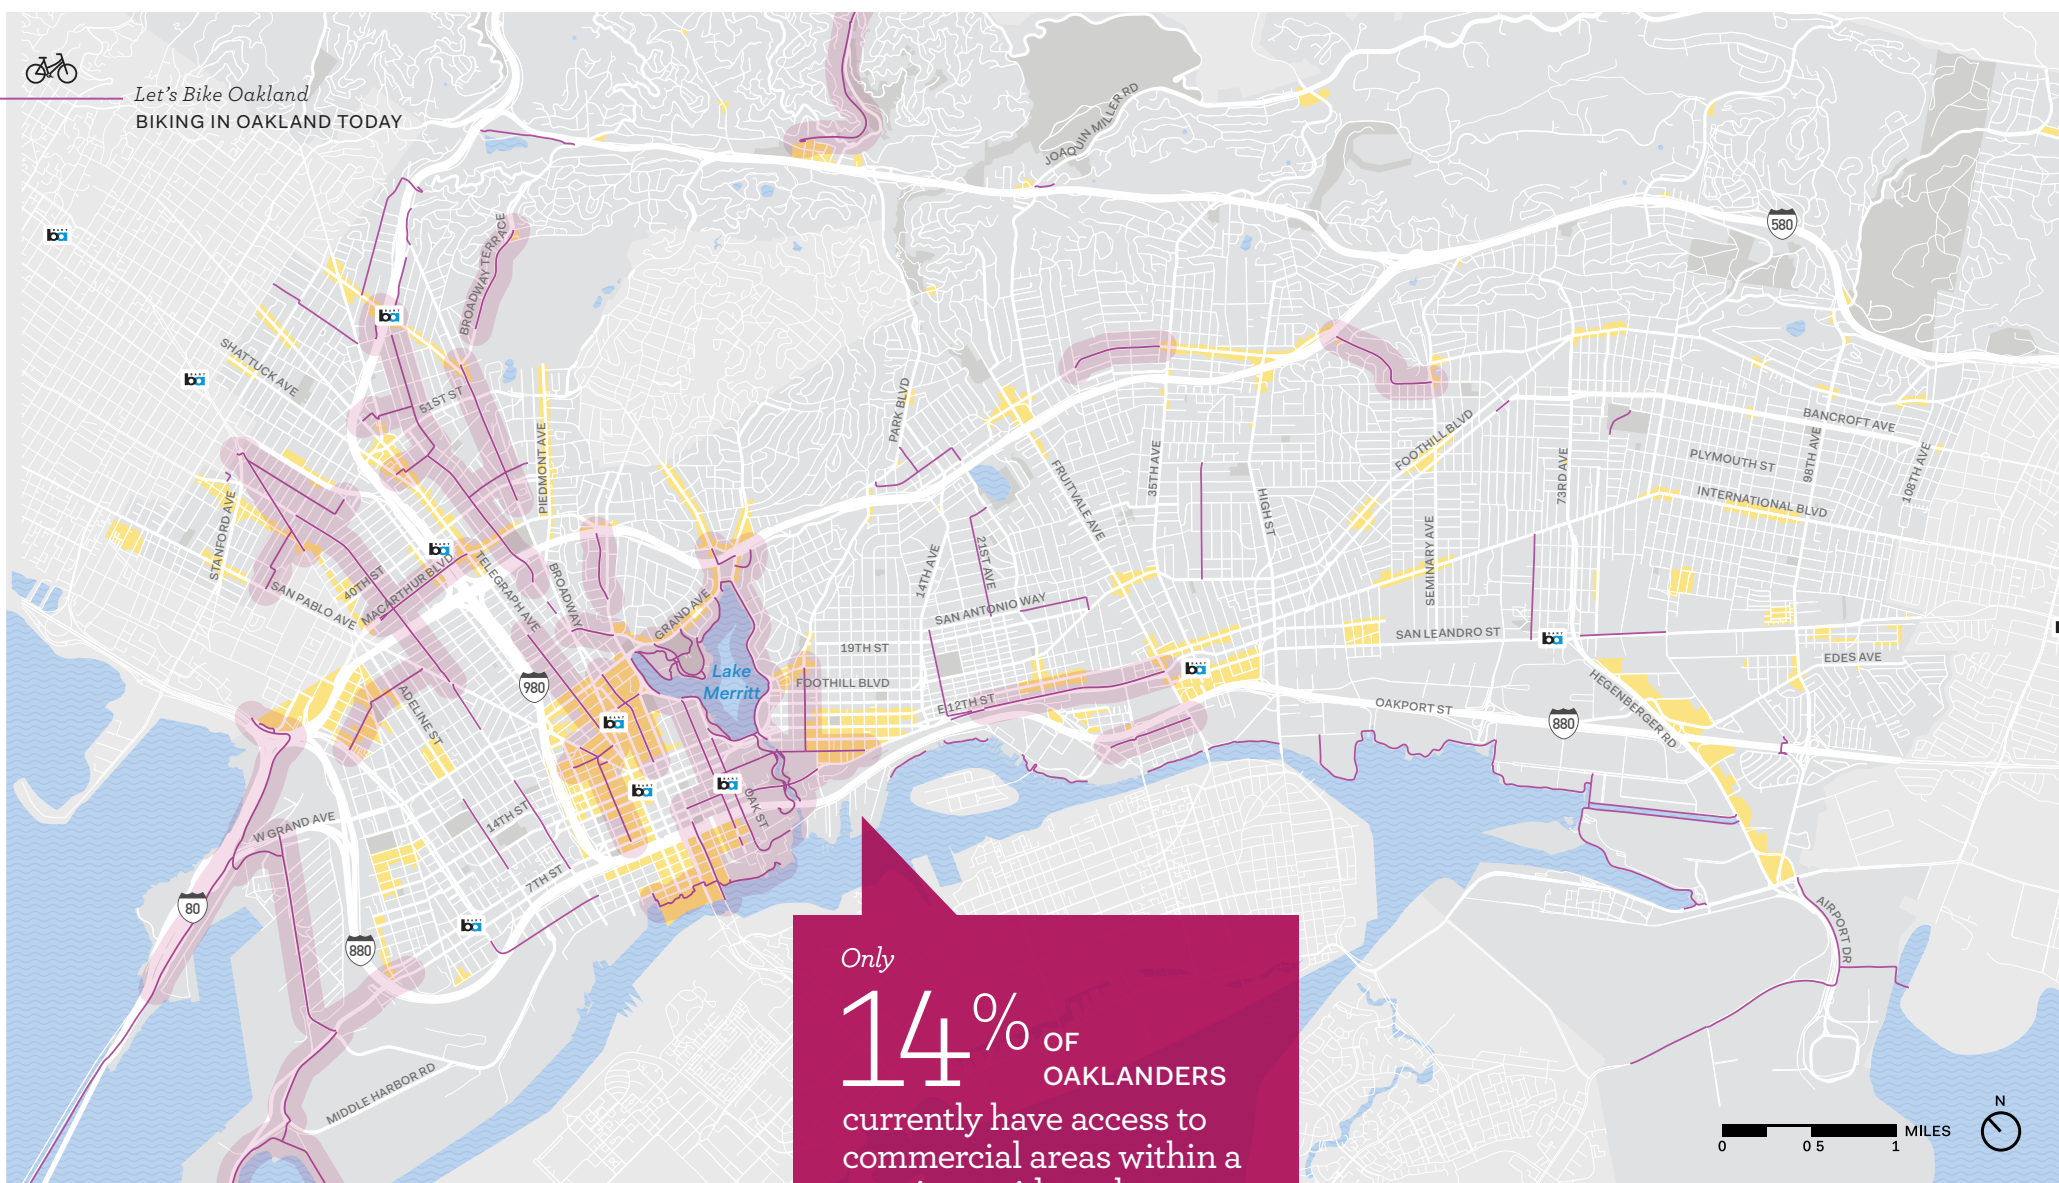 Let's Bike Oakland
BIKING IN OAKLAND TODAY
JOAQUIN MILLER RD
580
BROADWAY TERRACE
SHATTUCK AVE
51ST ST
PARK BLVD
PIEDMONT AVE
FOOTHILL BLVD
BANCROFT AVE
PLYMOUTH ST
98TH AVE
108TH AVE
INTERNATIONAL BLVD
35TH AVE
FRUITVALE AVE
HIGH ST
73RD AVE
SEMINARY AVE
STANFORD AVE
40TH ST
MACARTHUR BLVD
SAN PABLO AVE
TELEGRAPH AVE
BROADWAY
GRAND AVE
14TH AVE
21ST AVE
SAN ANTONIO WAY
19TH ST
FOOTHILL BLVD
E 12TH ST
SAN LEANDRO ST
EDES AVE
HEGENBERGER RD
OAKPORT ST
880
Lake
Merritt
980
ADELINE ST
OAK ST
14TH ST
W GRAND AVE
7TH ST
80
880
MIDDLE HARBOR RD
AIRPORT DR
Only
14% OF
OAKLANDERS
currently have access to
commercial areas within a
N
0 0 5 1 MILES